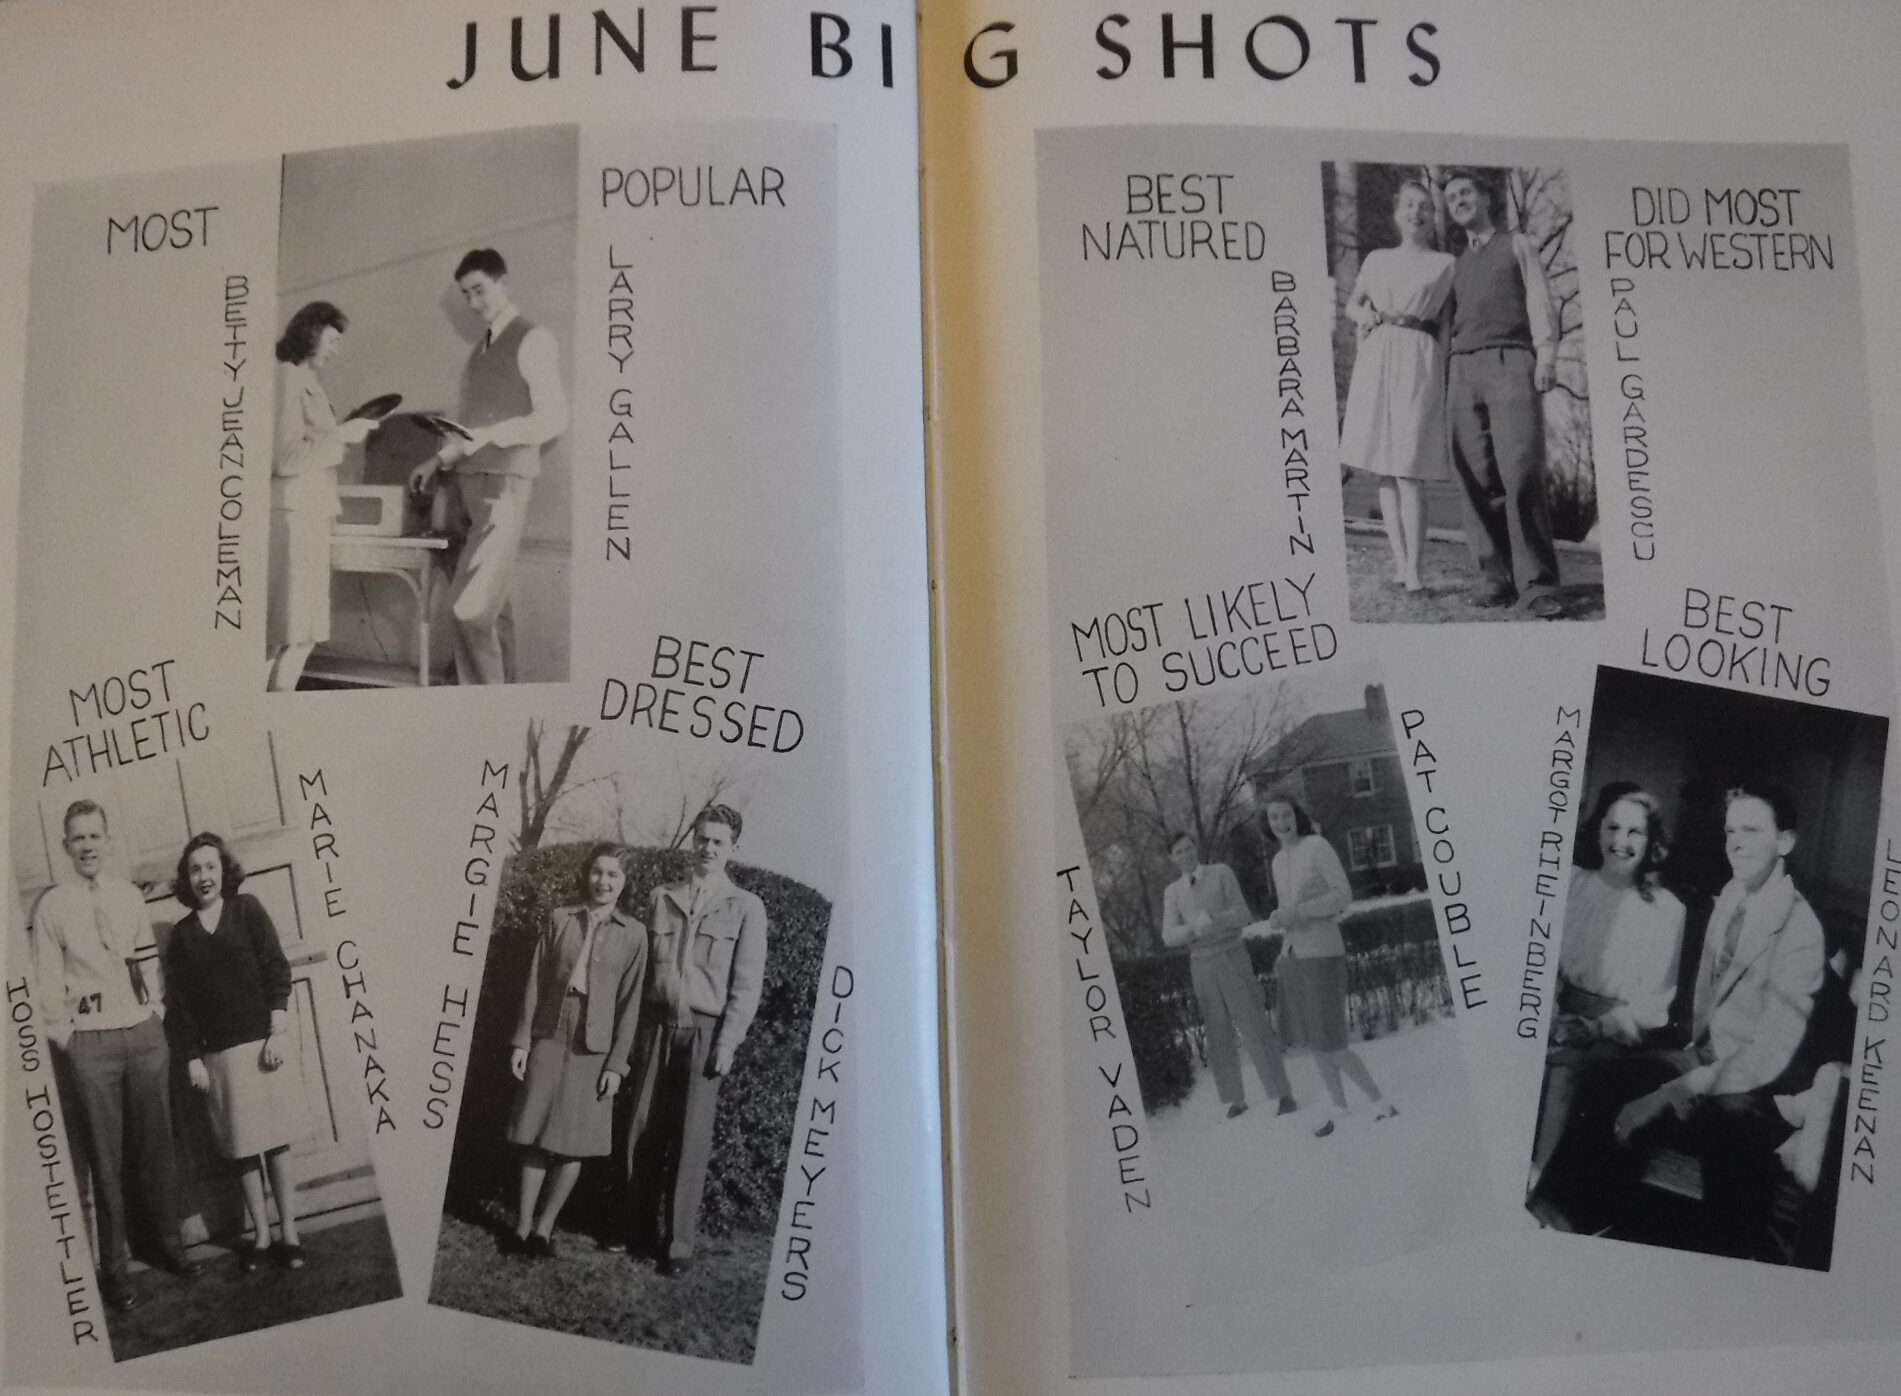 JUNE BIG SHOTS
MOST POPULAR
BETTY JEAN COLEMAN
LARRY GALLEN
MOST
ATHLETIC
HOSS HOSTETTLER
MARIE CHANAKA
BEST
DRESSED
MARGIE HESS
DICK MEYERS
BEST
NATURED
BARBARA MARTIN
DID MOST
FOR WESTERN
PAUL GARDESCU
MOST LIKELY
TO SUCCEED
TAYLOR VADEN
PAT COUBLE
BEST
LOOKING
MARGOT RHEINBERG
LEONARD KEENAN
47